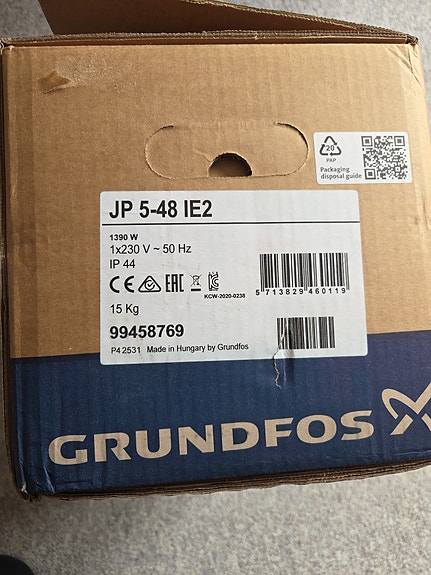 20
PAP
Packaging
disposal guide
JP 5-48 IE2
1390 W
1x230 V ~ 50 Hz
IP 44
CE EAC
KCW-2020-0238
5 713829 460119
15 Kg
99458769
P4 2531 Made in Hungary by Grundfos
GRUNDFOS